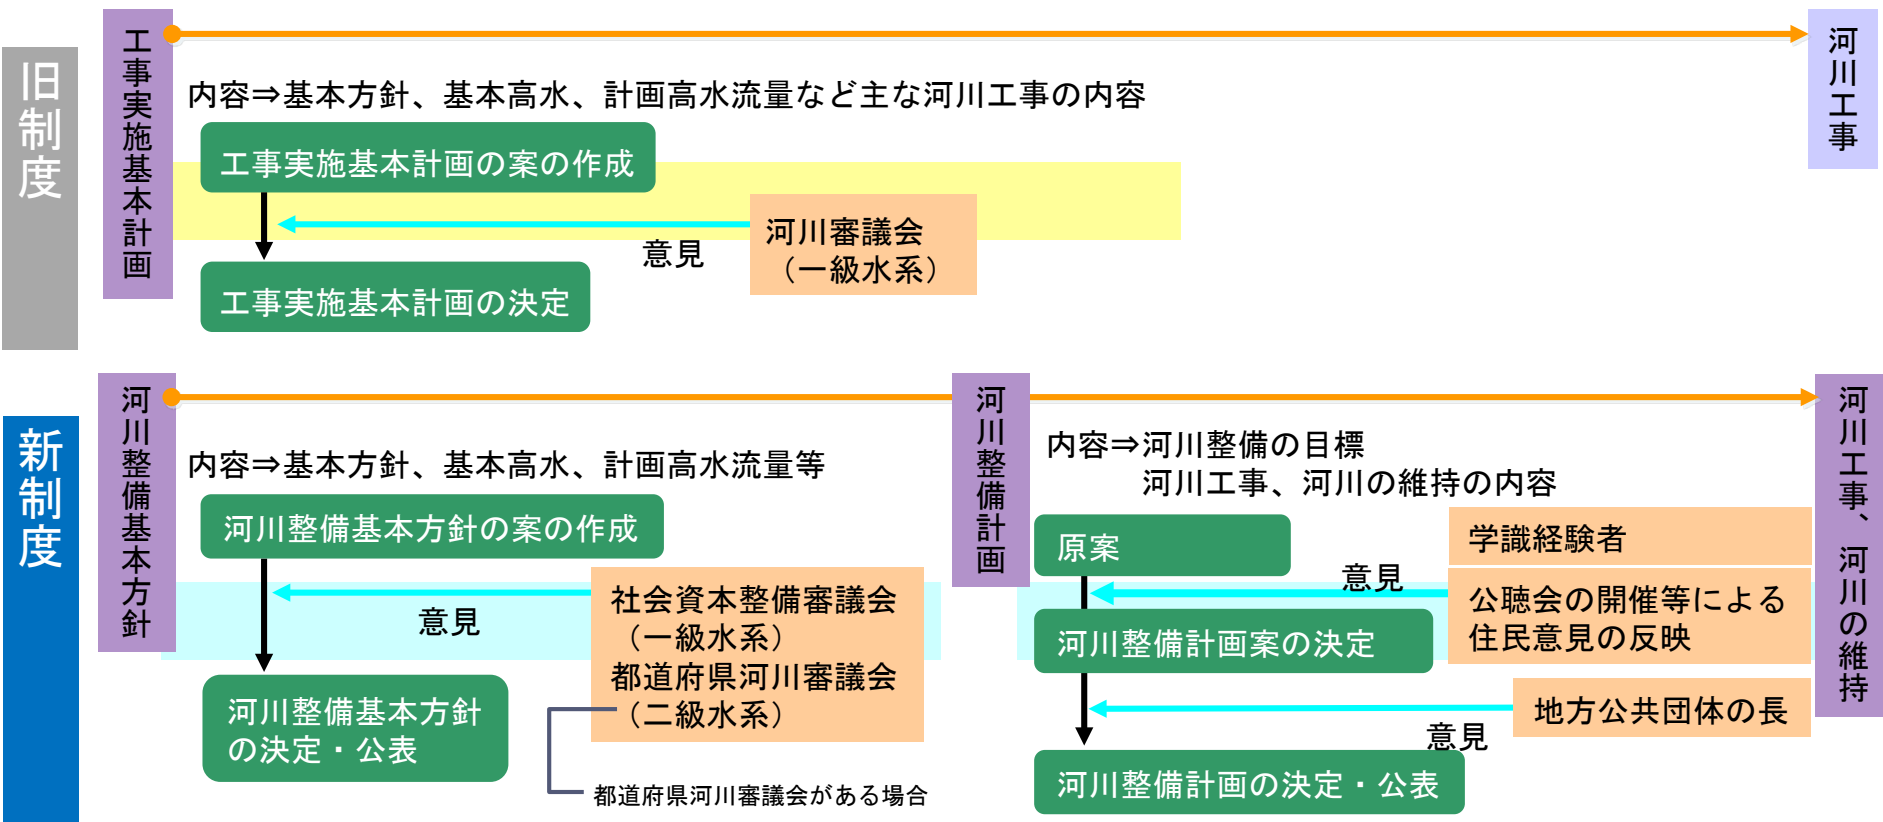 旧制度
工事実施基本計画
河川工事
内容⇒基本方針、基本高水、計画高水流量など主な河川工事の内容
工事実施基本計画の案の作成
意見
河川審議会
（一級水系）
工事実施基本計画の決定
新制度
河川整備基本方針
内容⇒基本方針、基本高水、計画高水流量等
河川整備基本方針の案の作成
意見
社会資本整備審議会
（一級水系）
都道府県河川審議会
（二級水系）
河川整備基本方針
の決定・公表
都道府県河川審議会がある場合
河川整備計画
内容⇒河川整備の目標
河川工事、河川の維持の内容
原案
意見
学識経験者
公聴会の開催等による
住民意見の反映
河川整備計画案の決定
地方公共団体の長
意見
河川整備計画の決定・公表
河川工事、河川の維持